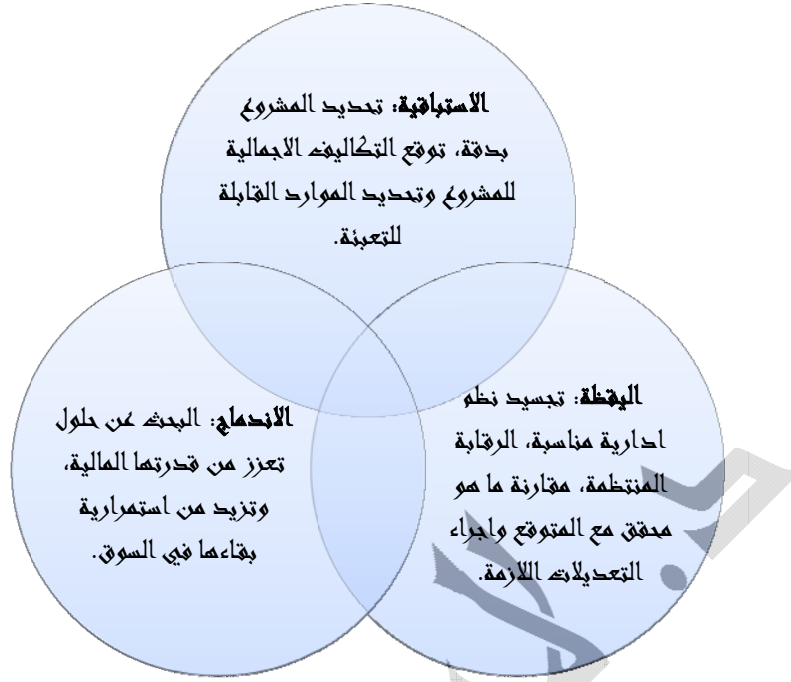 الاستباقية: تحديد المشروع
بدقة، توقع التكاليف الاجمالية
للمشروع وتحديد الموارد القابلة
للتعبئة.
اليقظة: تجسيد نظم
ادارية مناسبة، الرقابة
المنتظمة، مقارنة ما هو
محقق مع المتوقع واجراء
التعديلات اللازمة.
الاندماج: البحث عن حلول
تعزز من قدرتها المالية،
وتزيد من استمرارية
بقاءها في السوق.